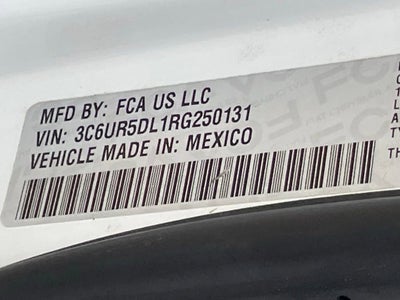 MFD BY: FCA US LLC
VIN: 3C6UR5DL1RG250131
VEHICLE MADE IN: MEXICO